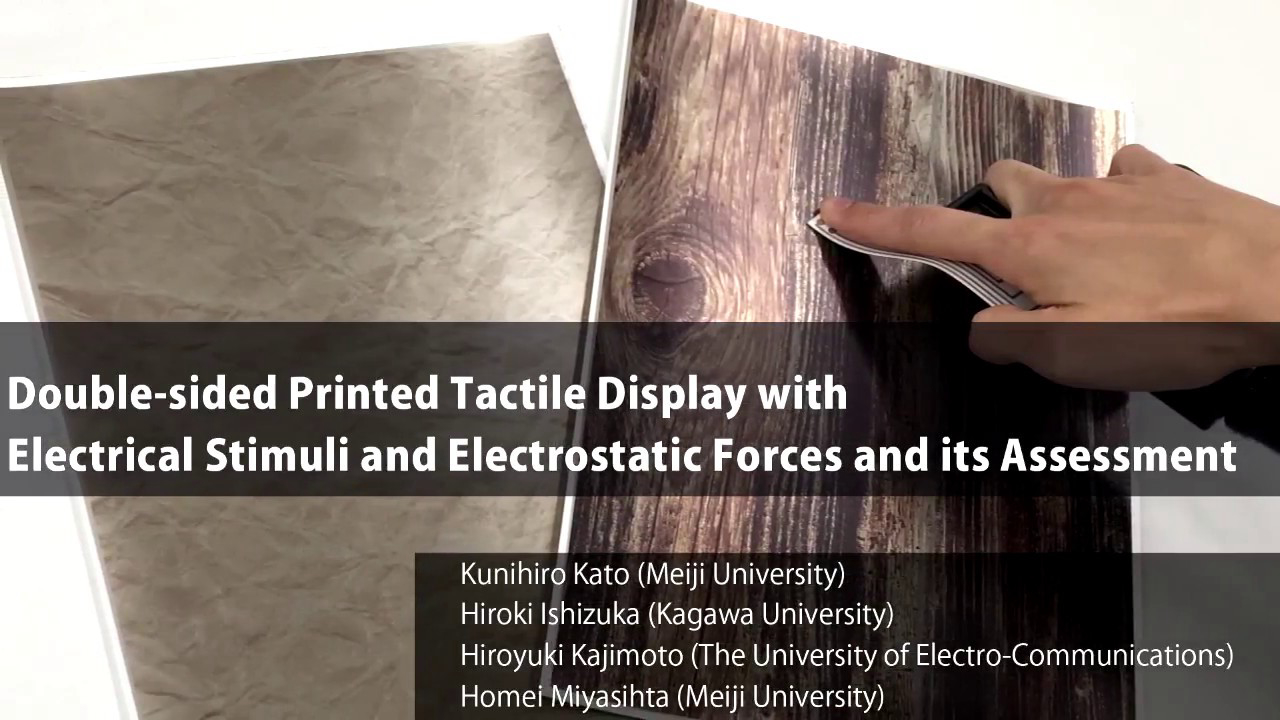 Double-sided Printed Tactile Display with
Electrical Stimuli and Electrostatic Forces and its Assessment
Kunihiro Kato (Meiji University)
Hiroki Ishizuka (Kagawa University)
Hiroyuki Kajimoto (The University of Electro-Communications)
Homei Miyasihta (Meiji University)